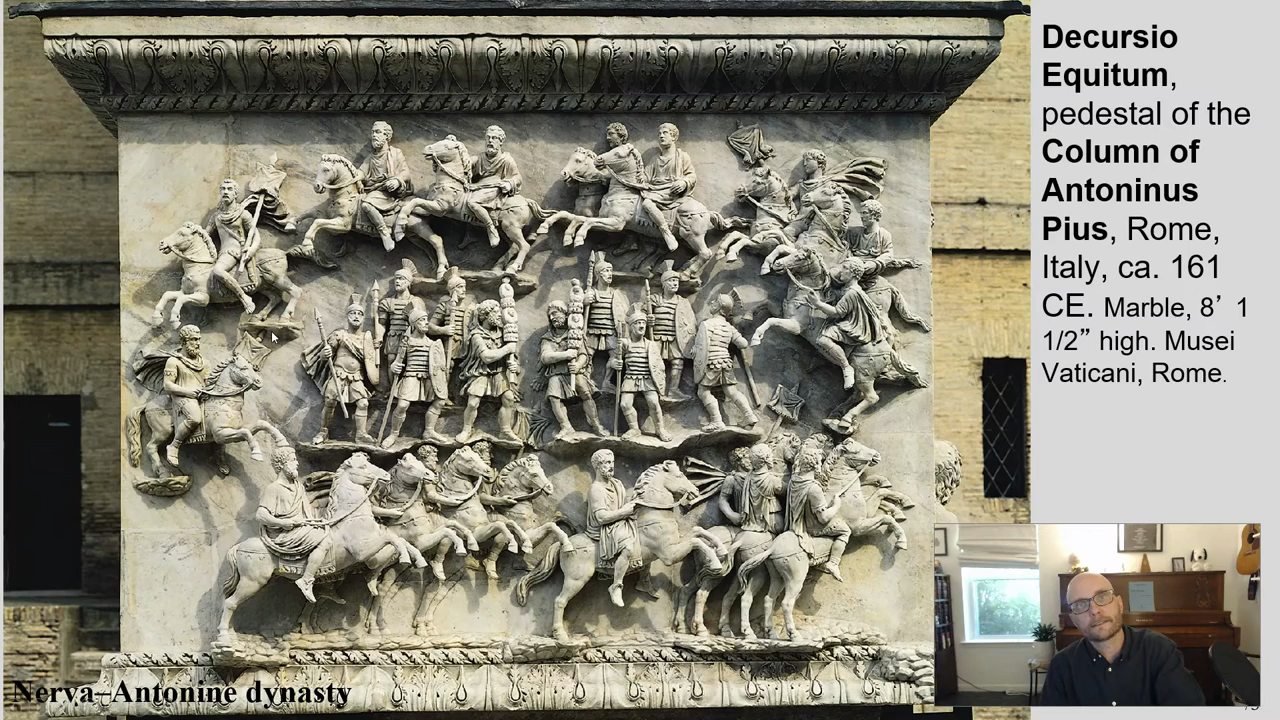 Decursio
Equitum,
pedestal of the
Column of
Antoninus
Pius, Rome,
Italy, ca. 161
CE. Marble, 8’ 1
1/2” high. Musei
Vaticani, Rome.
Nerva–Antonine dynasty